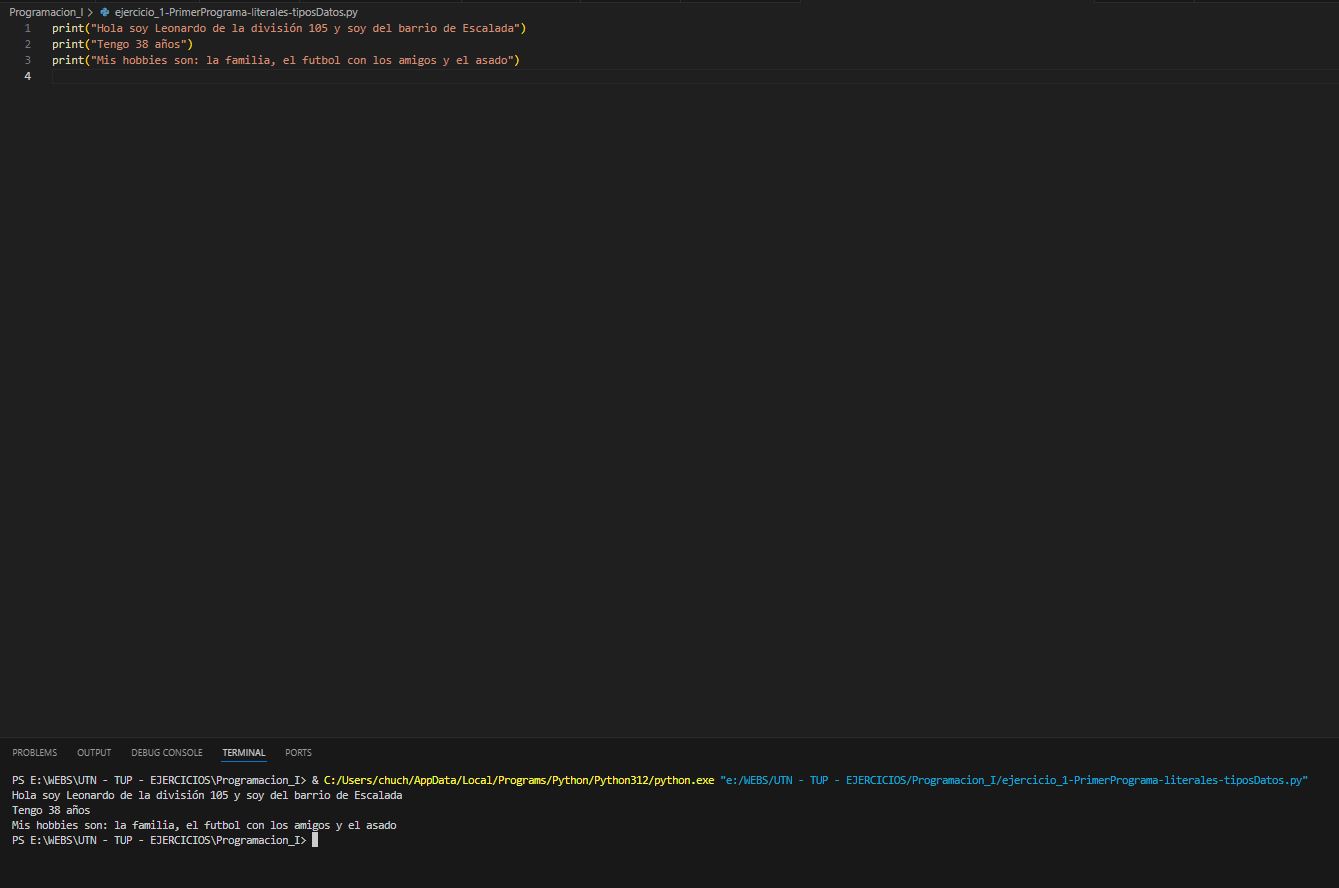 Programacion_I > ejercicio_1-PrimerPrograma-literales-tiposDatos.py
1 print("Hola soy Leonardo de la división 105 y soy del barrio de Escalada")
2 print("Tengo 38 años")
3 print("Mis hobbies son: la familia, el futbol con los amigos y el asado")
4
PROBLEMS OUTPUT DEBUG CONSOLE TERMINAL PORTS
PS E:\WEBS\UTN - TUP - EJERCICIOS\Programacion_I> & C:/Users/chuch/AppData/Local/Programs/Python/Python312/python.exe "e:/WEBS/UTN - TUP - EJERCICIOS/Programacion_I/ejercicio_1-PrimerPrograma-literales-tiposDatos.py"
Hola soy Leonardo de la división 105 y soy del barrio de Escalada
Tengo 38 años
Mis hobbies son: la familia, el futbol con los amigos y el asado
PS E:\WEBS\UTN - TUP - EJERCICIOS\Programacion_I>